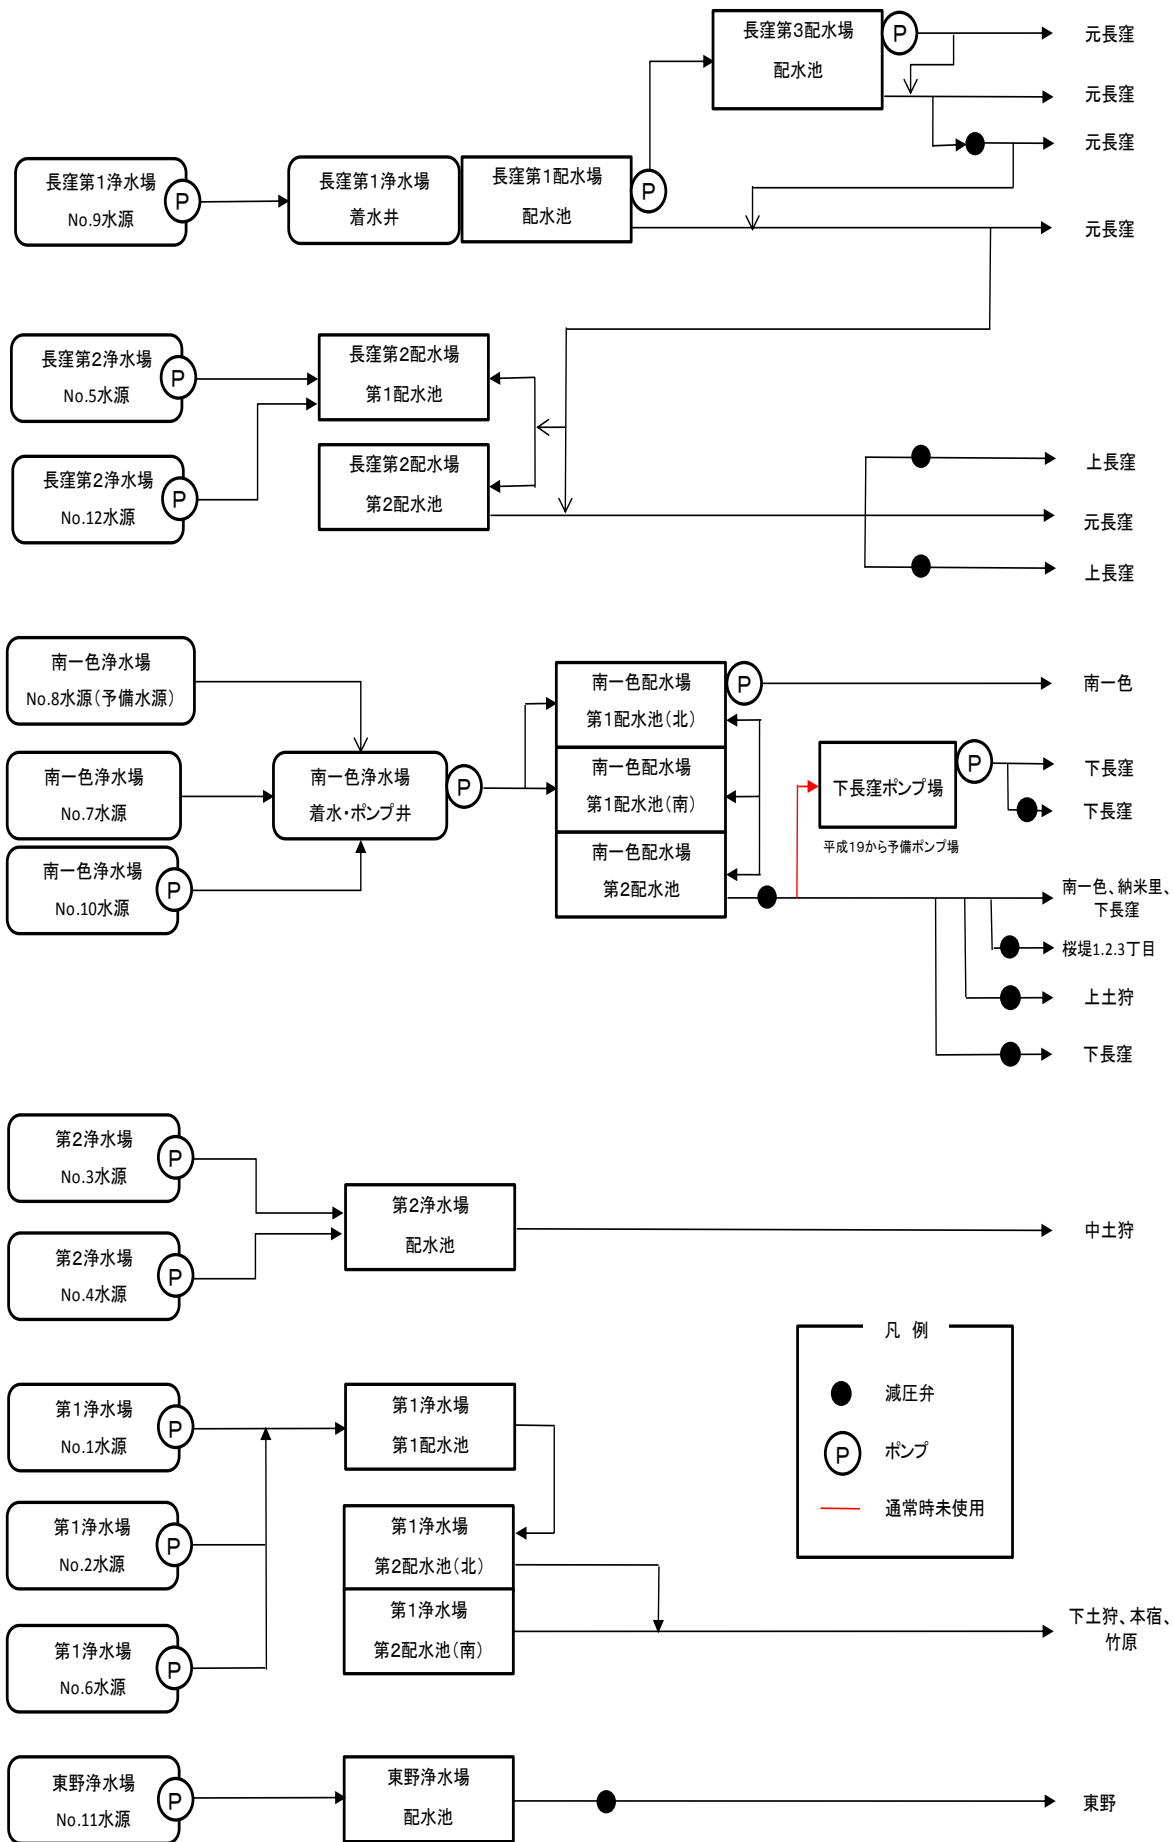 長窪第3配水場
配水池
P
元長窪
元長窪
元長窪
長窪第1浄水場
No.9水源
P
長窪第1浄水場
着水井
長窪第1配水場
配水池
P
元長窪
長窪第2浄水場
No.5水源
P
長窪第2配水場
第1配水池
長窪第2浄水場
No.12水源
P
長窪第2配水場
第2配水池
上長窪
元長窪
上長窪
南一色浄水場
No.8水源(予備水源)
南一色浄水場
No.7水源
南一色浄水場
No.10水源
P
南一色浄水場
着水・ポンプ井
P
南一色配水場
第1配水池(北)
P
南一色配水場
第1配水池(南)
南一色配水場
第2配水池
南一色
下長窪ポンプ場
P
平成19から予備ポンプ場
下長窪
下長窪
南一色、納米里、
下長窪
桜堤1.2.3丁目
上土狩
下長窪
第2浄水場
No.3水源
P
第2浄水場
No.4水源
P
第2浄水場
配水池
中土狩
凡 例
減圧弁
P
ポンプ
通常時未使用
第1浄水場
No.1水源
P
第1浄水場
第1配水池
第1浄水場
No.2水源
P
第1浄水場
第2配水池(北)
第1浄水場
第2配水池(南)
第1浄水場
No.6水源
P
下土狩、本宿、
竹原
東野浄水場
No.11水源
P
東野浄水場
配水池
東野